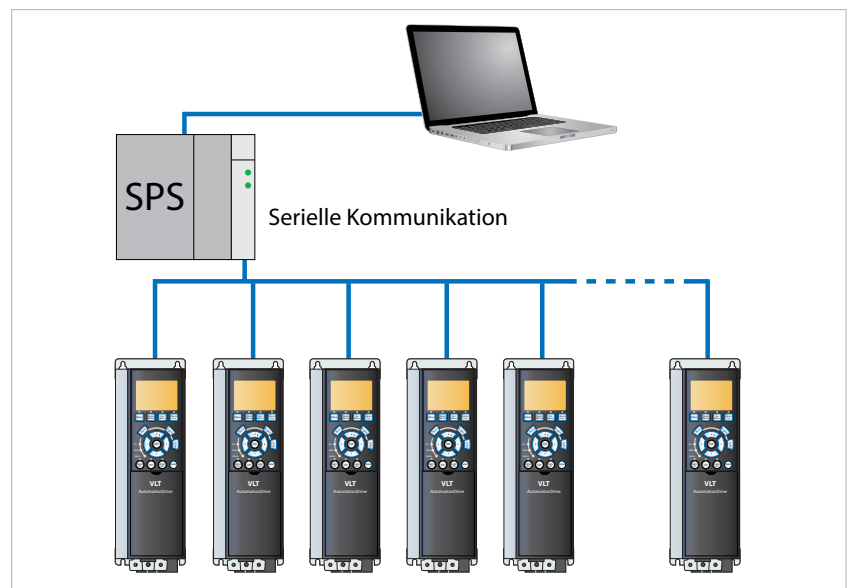 SPS
Serielle Kommunikation
VLT
AutomationDrive
VLT
AutomationDrive
VLT
AutomationDrive
VLT
AutomationDrive
VLT
AutomationDrive
VLT
AutomationDrive